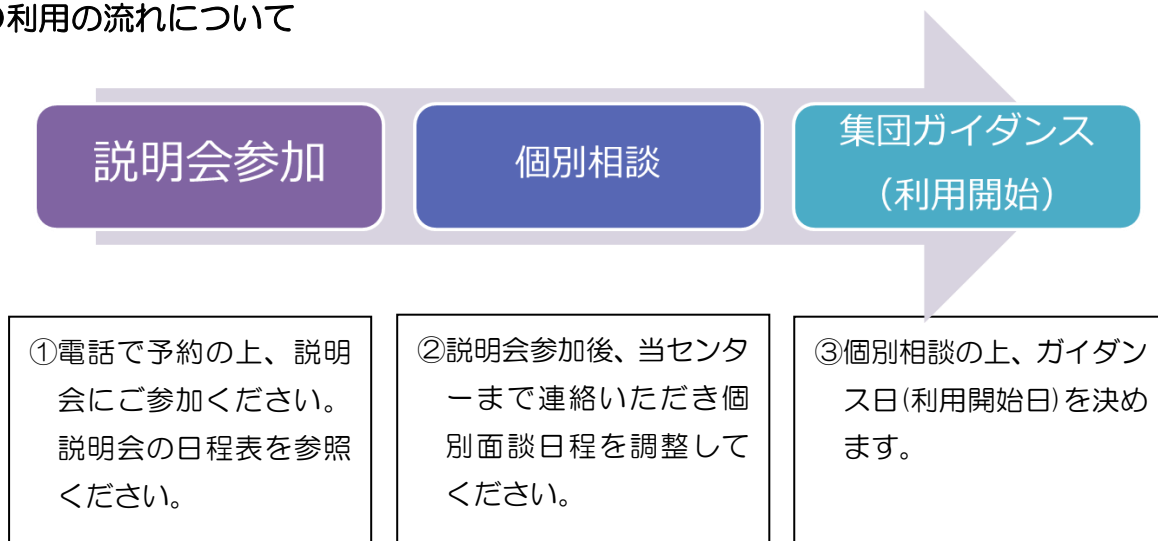 の利用の流れについて
説明会参加
個別相談
集団ガイダンス
（利用開始）
①電話で予約の上、説明
会にご参加ください。
説明会の日程表を参照
ください。
②説明会参加後、当センタ
ーまで連絡いただき個
別面談日程を調整して
ください。
③個別相談の上、ガイダン
ス日(利用開始日)を決め
ます。